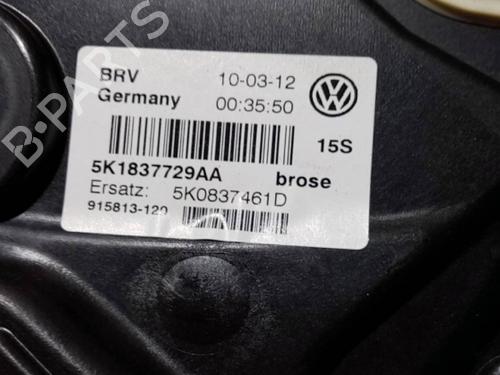 BRV 10-03-12
Germany 00:35:50
15S
5K1837729AA brose
Ersatz: 5K0837461D
915813-120
B-PARTS